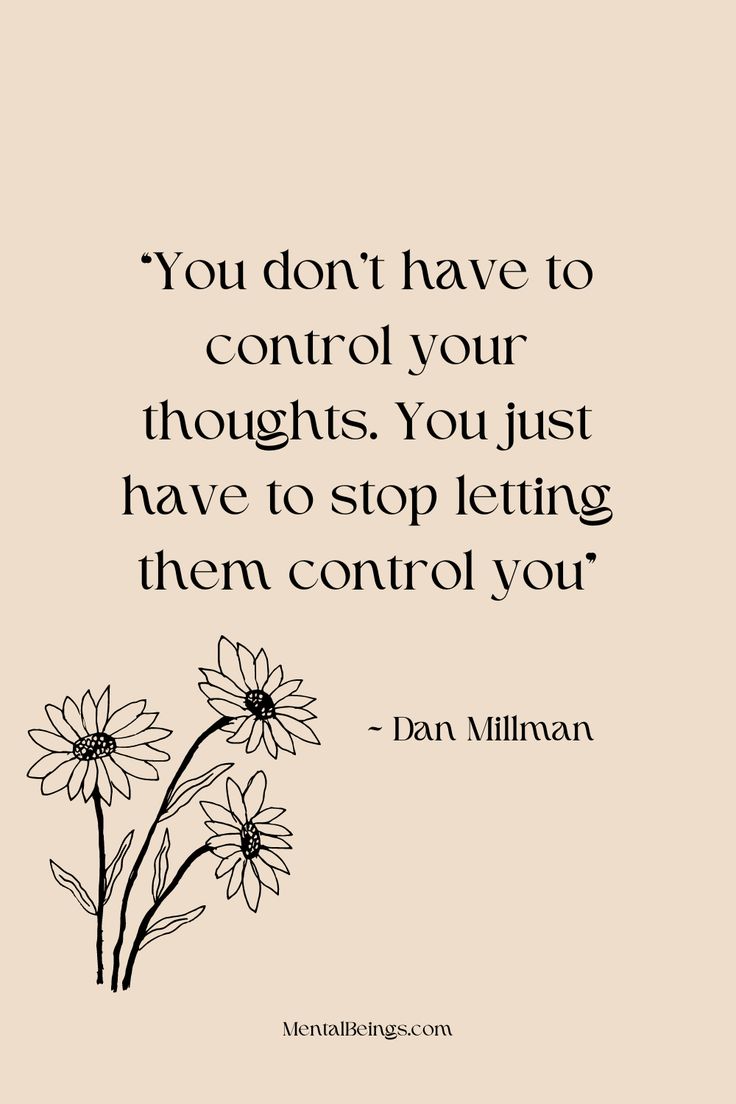 “You don't have to
control your
thoughts. You just
have to stop letting
them control you”
~ Dan Millman
MentalBeings.com